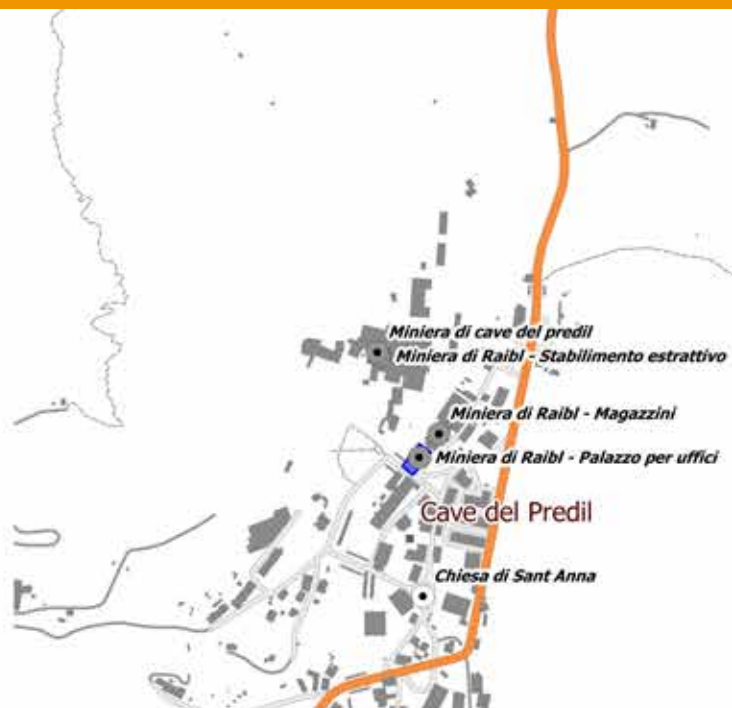 Miniera di cave del predil
Miniera di Raibl - Stabilimento estrattivo
Miniera di Raibl - Magazzini
Miniera di Raibl - Palazzo per uffici
Cave del Predil
Chiesa di Sant Anna